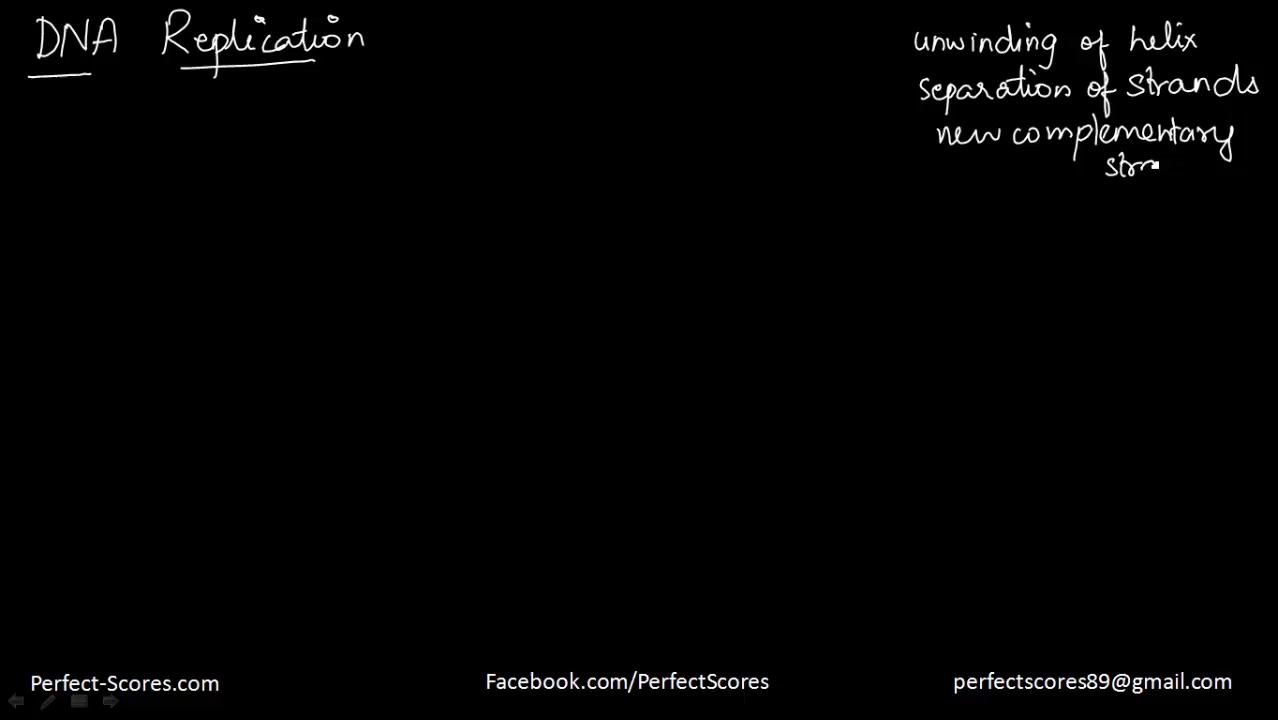 DNA Replication
unwinding of helix
separation of strands
new complementary
str
Perfect-Scores.com
Facebook.com/PerfectScores
perfectscores89@gmail.com